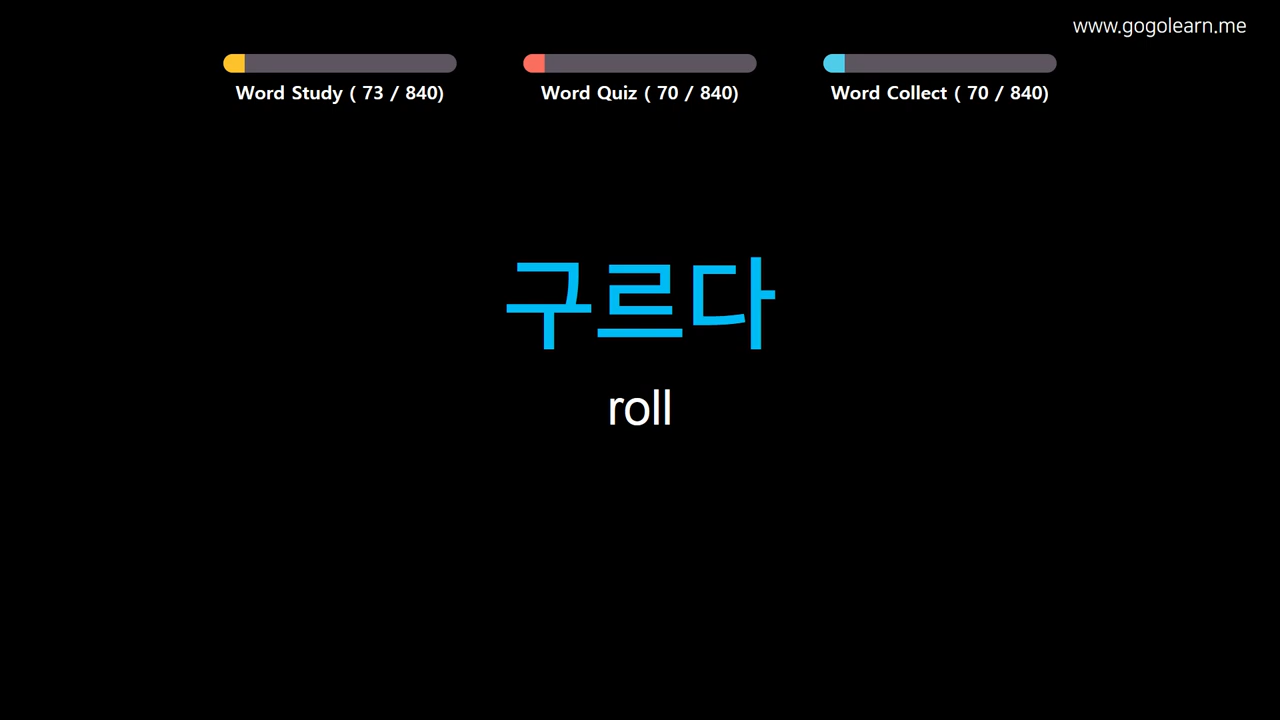 www.gogolearn.me
Word Study ( 73 / 840)
Word Quiz ( 70 / 840)
Word Collect ( 70 / 840)
구르다
roll